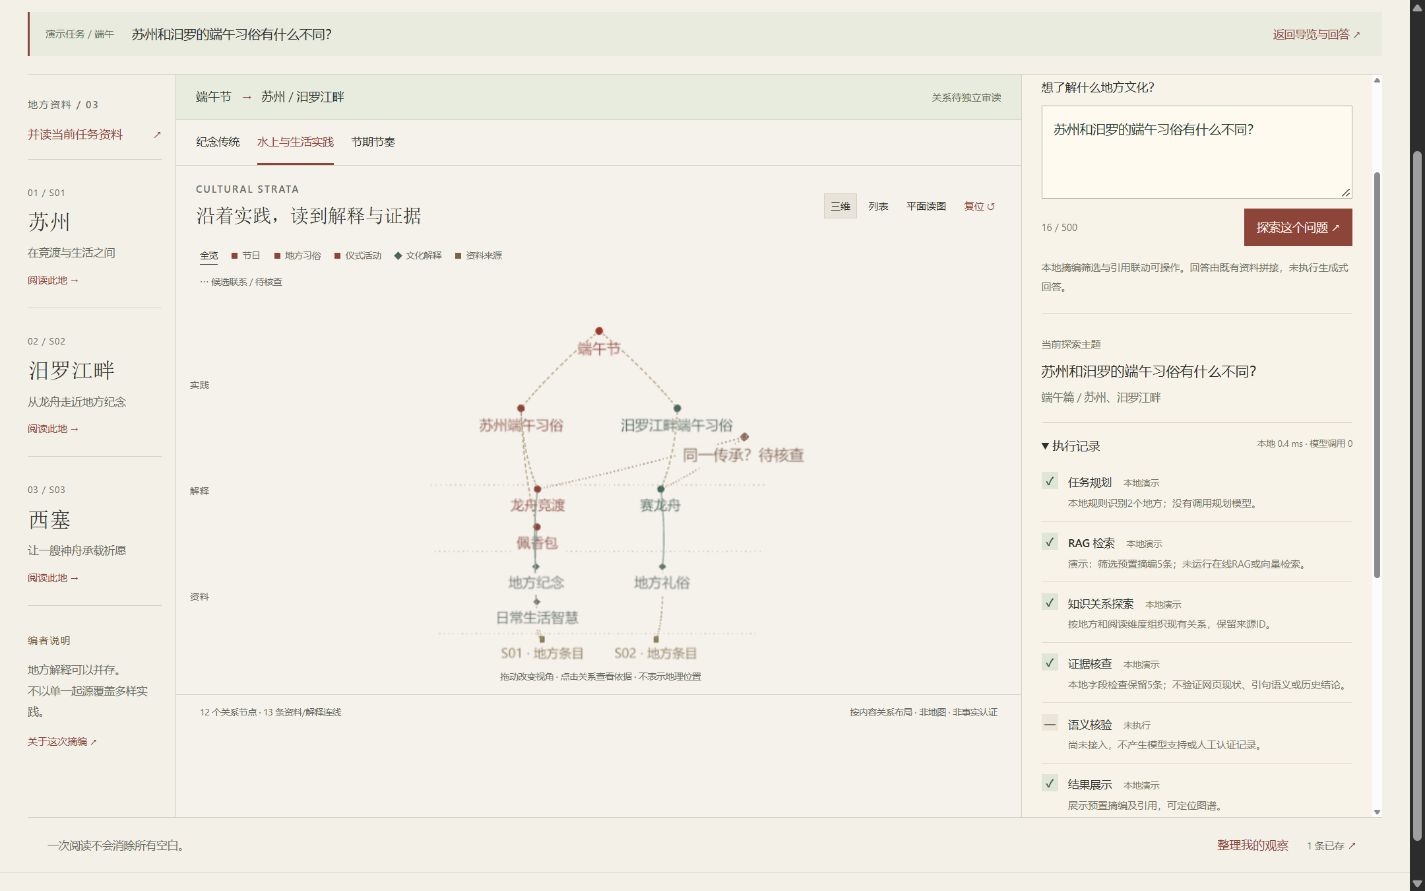 演示任务 / 端午 苏州和汨罗的端午习俗有什么不同? 返回导览与回答 ↗
地方资料 / 03
并读当前任务资料 ↗
01 / S01
苏州
在竞渡与生活之间
阅读此地 →
02 / S02
汨罗江畔
从龙舟走近地方纪念
阅读此地 →
03 / S03
西塞
让一艘神舟承载祈愿
阅读此地 →
编者说明
地方解释可以并存。
不以单一起源覆盖多样实
践。
关于这次摘编 ↗
端午节 → 苏州 / 汨罗江畔 关系待独立审读
纪念传统 水上与生活实践 节期节奏
CULTURAL STRATA
沿着实践，读到解释与证据
三维 列表 平面读图 复位 ↺
全览 节日 地方习俗 仪式活动 文化解释 资料来源
··· 候选联系 / 待核查
端午节
实践
苏州端午习俗 汨罗江畔端午习俗
同一传承？待核查
解释
龙舟竞渡 赛龙舟
佩香包
地方纪念 地方礼俗
资料
日常生活智慧
S01 · 地方条目 S02 · 地方条目
拖动改变视角 · 点击关系查看依据 · 不表示地理位置
12 个关系节点 · 13 条资料/解释连线 按内容关系布局 · 非地图 · 非事实认证
想了解什么地方文化?
苏州和汨罗的端午习俗有什么不同?
16 / 500 探索这个问题 ↗
本地摘编筛选与引用联动可操作。回答由既有资料拼接，未执行生成式
回答。
当前探索主题
苏州和汨罗的端午习俗有什么不同?
端午篇 / 苏州、汨罗江畔
▼ 执行记录 本地 0.4 ms · 模型调用 0
✓ 任务规划 本地演示
本地规则识别2个地方；没有调用规划模型。
✓ RAG 检索 本地演示
演示：筛选预置摘编5条；未运行在线RAG或向量检索。
✓ 知识关系探索 本地演示
按地方和阅读维度组织现有关系，保留来源ID。
✓ 证据核查 本地演示
本地字段检查保留5条；不验证网页现状、引句语义或历史结论。
— 语义核验 未执行
尚未接入，不产生模型支持或人工认证记录。
✓ 结果展示 本地演示
展示预置摘编及引用，可定位图谱。
一次阅读不会消除所有空白。 整理我的观察 1 条已存 ↗